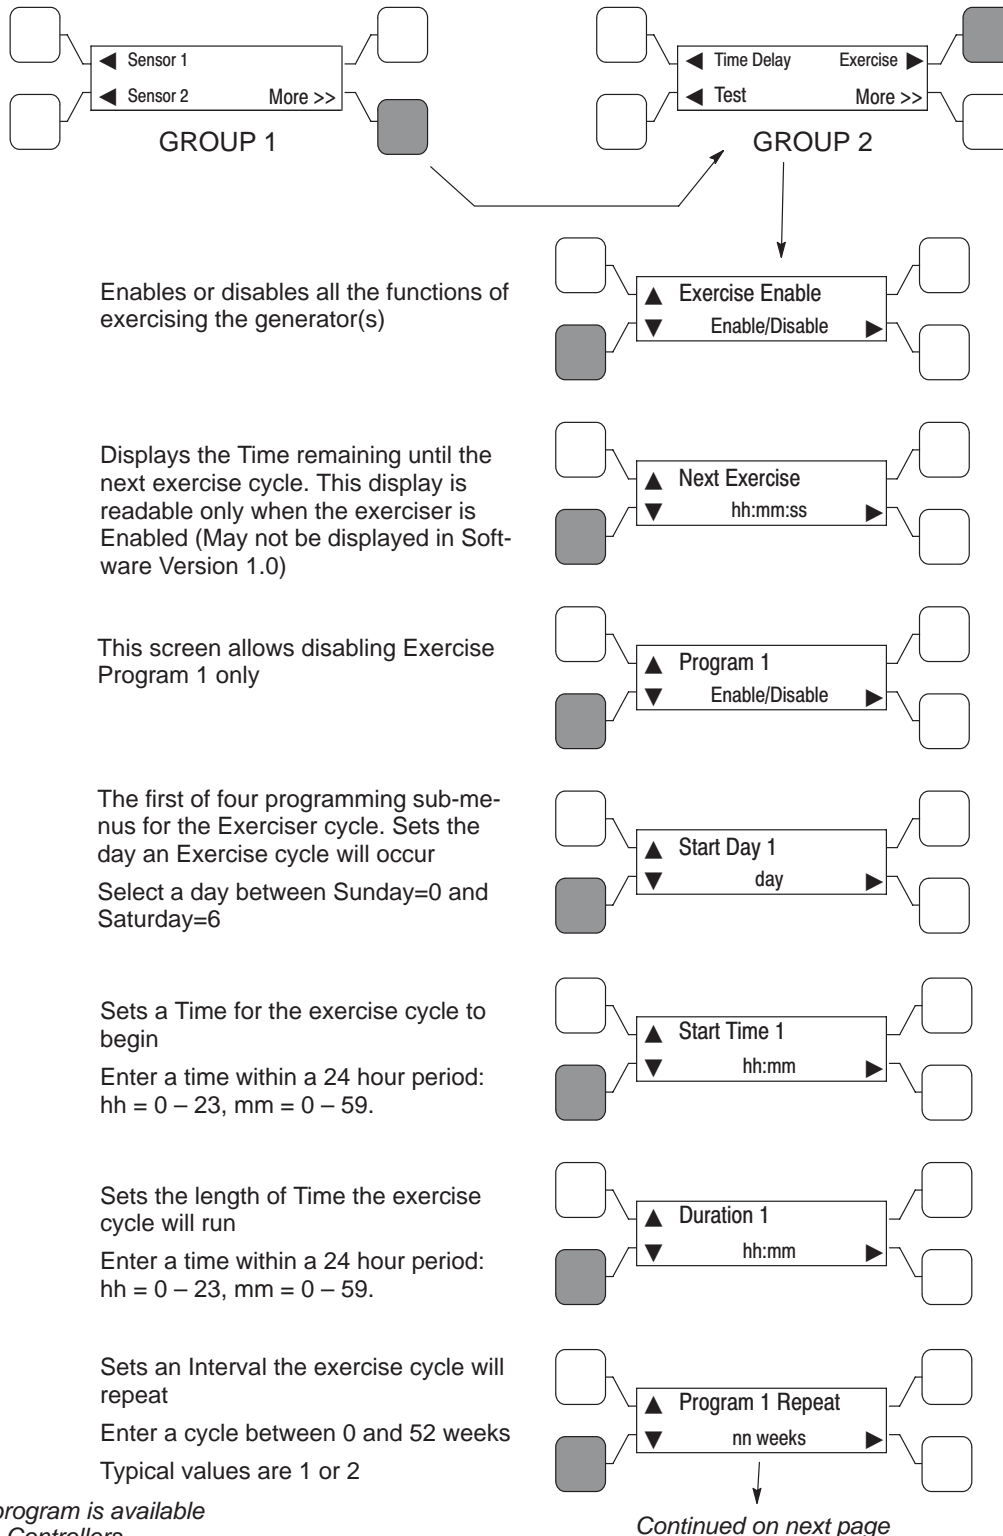 ◀ Sensor 1
◀ Sensor 2 More >>
GROUP 1
◀ Time Delay Exercise ▶
◀ Test More >>
GROUP 2
Enables or disables all the functions of
exercising the generator(s)
▲ Exercise Enable
▼ Enable/Disable ▶
Displays the Time remaining until the
next exercise cycle. This display is
readable only when the exerciser is
Enabled (May not be displayed in Soft-
ware Version 1.0)
▲ Next Exercise
▼ hh:mm:ss ▶
This screen allows disabling Exercise
Program 1 only
▲ Program 1
▼ Enable/Disable ▶
The first of four programming sub-me-
nus for the Exerciser cycle. Sets the
day an Exercise cycle will occur
Select a day between Sunday=0 and
Saturday=6
▲ Start Day 1
▼ day ▶
Sets a Time for the exercise cycle to
begin
Enter a time within a 24 hour period:
hh = 0 – 23, mm = 0 – 59.
▲ Start Time 1
▼ hh:mm ▶
Sets the length of Time the exercise
cycle will run
Enter a time within a 24 hour period:
hh = 0 – 23, mm = 0 – 59.
▲ Duration 1
▼ hh:mm ▶
Sets an Interval the exercise cycle will
repeat
Enter a cycle between 0 and 52 weeks
Typical values are 1 or 2
▲ Program 1 Repeat
▼ nn weeks ▶
program is available
Controllers
Continued on next page